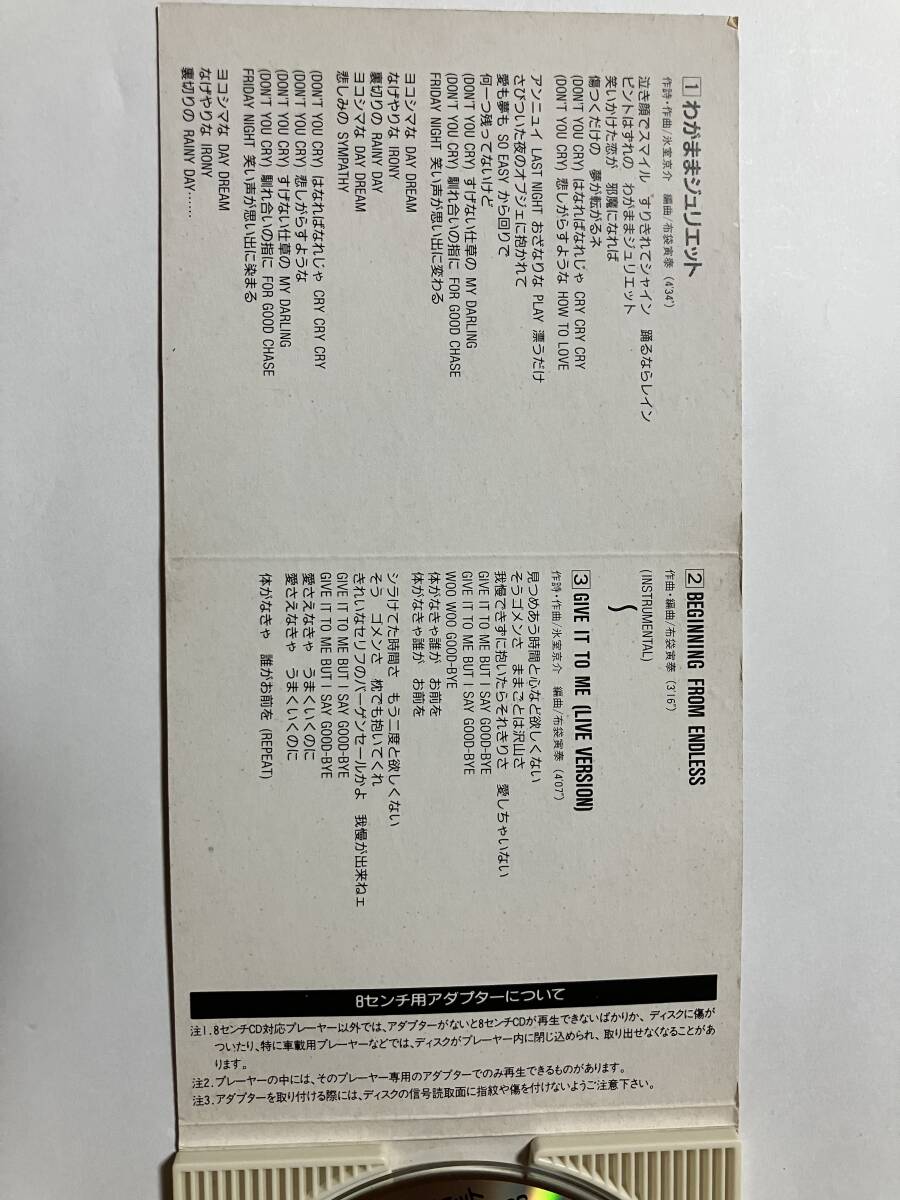 1 わがままジュリエット
作詩・作曲/氷室京介 編曲/布袋寅泰 (4'34")
泣き顔でスマイル すりきれてシャイン 踊るならレイン
ピントはずれの わがままジュリエット
笑いかけた恋が 邪魔になれば
傷つくだけの 夢が転がるネ
(DON'T YOU CRY) はなればなれじゃ CRY CRY CRY
(DON'T YOU CRY) 悲しがらすような HOW TO LOVE
アンニュイ LAST NIGHT おざなりな PLAY 漂うだけ
さびついた夜のオブジェに抱かれて
愛も夢も SO EASY から回りで
何一つ残ってないけど
(DON'T YOU CRY) すげない仕草の MY DARLING
(DON'T YOU CRY) 馴れ合いの指に FOR GOOD CHASE
FRIDAY NIGHT 笑い声が思い出に変わる
ヨコシマな DAY DREAM
なげやりな IRONY
裏切りの RAINY DAY
ヨコシマな DAY DREAM
悲しみの SYMPATHY
(DON'T YOU CRY) はなればなれじゃ CRY CRY CRY
(DON'T YOU CRY) 悲しがらすような
(DON'T YOU CRY) すげない仕草の MY DARLING
(DON'T YOU CRY) 馴れ合いの指に FOR GOOD CHASE
FRIDAY NIGHT 笑い声が思い出に染まる
ヨコシマな DAY DREAM
なげやりな IRONY
裏切りの RAINY DAY……
2 BEGINNING FROM ENDLESS
作曲・編曲/布袋寅泰 (3'16")
(INSTRUMENTAL)
3 GIVE IT TO ME (LIVE VERSION)
作詩・作曲/氷室京介 編曲/布袋寅泰 (4'07")
見つめあう時間と心など欲しくない
そうゴメンさ ままごとは沢山さ
我慢できずに抱いたらそれきりさ 愛しちゃいない
GIVE IT TO ME BUT I SAY GOOD-BYE
GIVE IT TO ME BUT I SAY GOOD-BYE
WOO WOO GOOD-BYE
体がなきゃ誰が お前を
体がなきゃ誰が お前を
シラけてた時間さ もう二度と欲しくない
そう ゴメンさ 枕でも抱いてくれ
きれいなセリフのバーゲンセールかよ 我慢が出来ねェ
GIVE IT TO ME BUT I SAY GOOD-BYE
GIVE IT TO ME BUT I SAY GOOD-BYE
愛さえなきゃ うまくいくのに
愛さえなきゃ うまくいくのに
体がなきゃ 誰がお前を (REPEAT)
8センチ用アダプターについて
注1.8センチCD対応プレーヤー以外では、アダプターがないと8センチCDが再生できないばかりか、ディスクに傷が
ついたり、特に車載用プレーヤーなどでは、ディスクがプレーヤー内に閉じ込められ、取り出せなくなることがあ
ります。
注2.プレーヤーの中には、そのプレーヤー専用のアダプターでのみ再生できるものがあります。
注3.アダプターを取り付ける際には、ディスクの信号読取面に指紋や傷を付けないようご注意下さい。